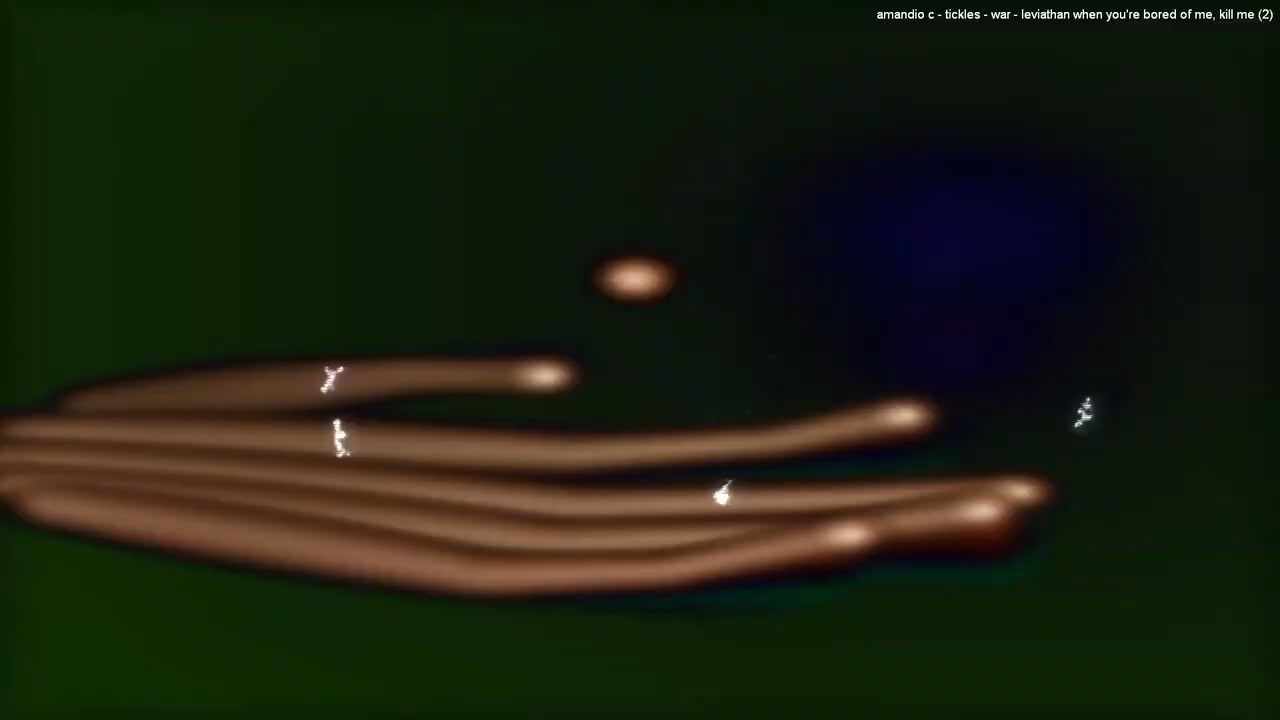 amandio c - tickles - war - leviathan when you're bored of me, kill me (2)